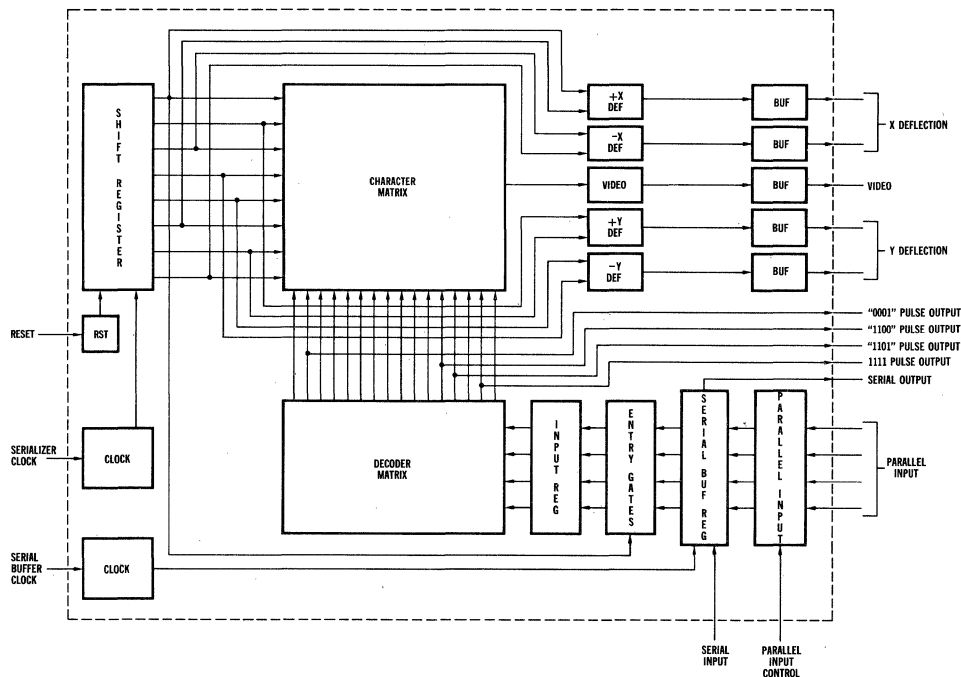 SHIFT REGISTER
CHARACTER
MATRIX
+X
DEF
BUF
−X
DEF
BUF
X DEFLECTION
VIDEO
BUF
VIDEO
+Y
DEF
BUF
−Y
DEF
BUF
Y DEFLECTION
RESET
RST
"0001" PULSE OUTPUT
"1100" PULSE OUTPUT
"1101" PULSE OUTPUT
1111 PULSE OUTPUT
SERIAL OUTPUT
SERIALIZER
CLOCK
CLOCK
DECODER
MATRIX
INPUT REG
ENTRY GATES
SERIAL BUF REG
PARALLEL INPUT
PARALLEL
INPUT
SERIAL
BUFFER
CLOCK
CLOCK
SERIAL
INPUT
PARALLEL
INPUT
CONTROL